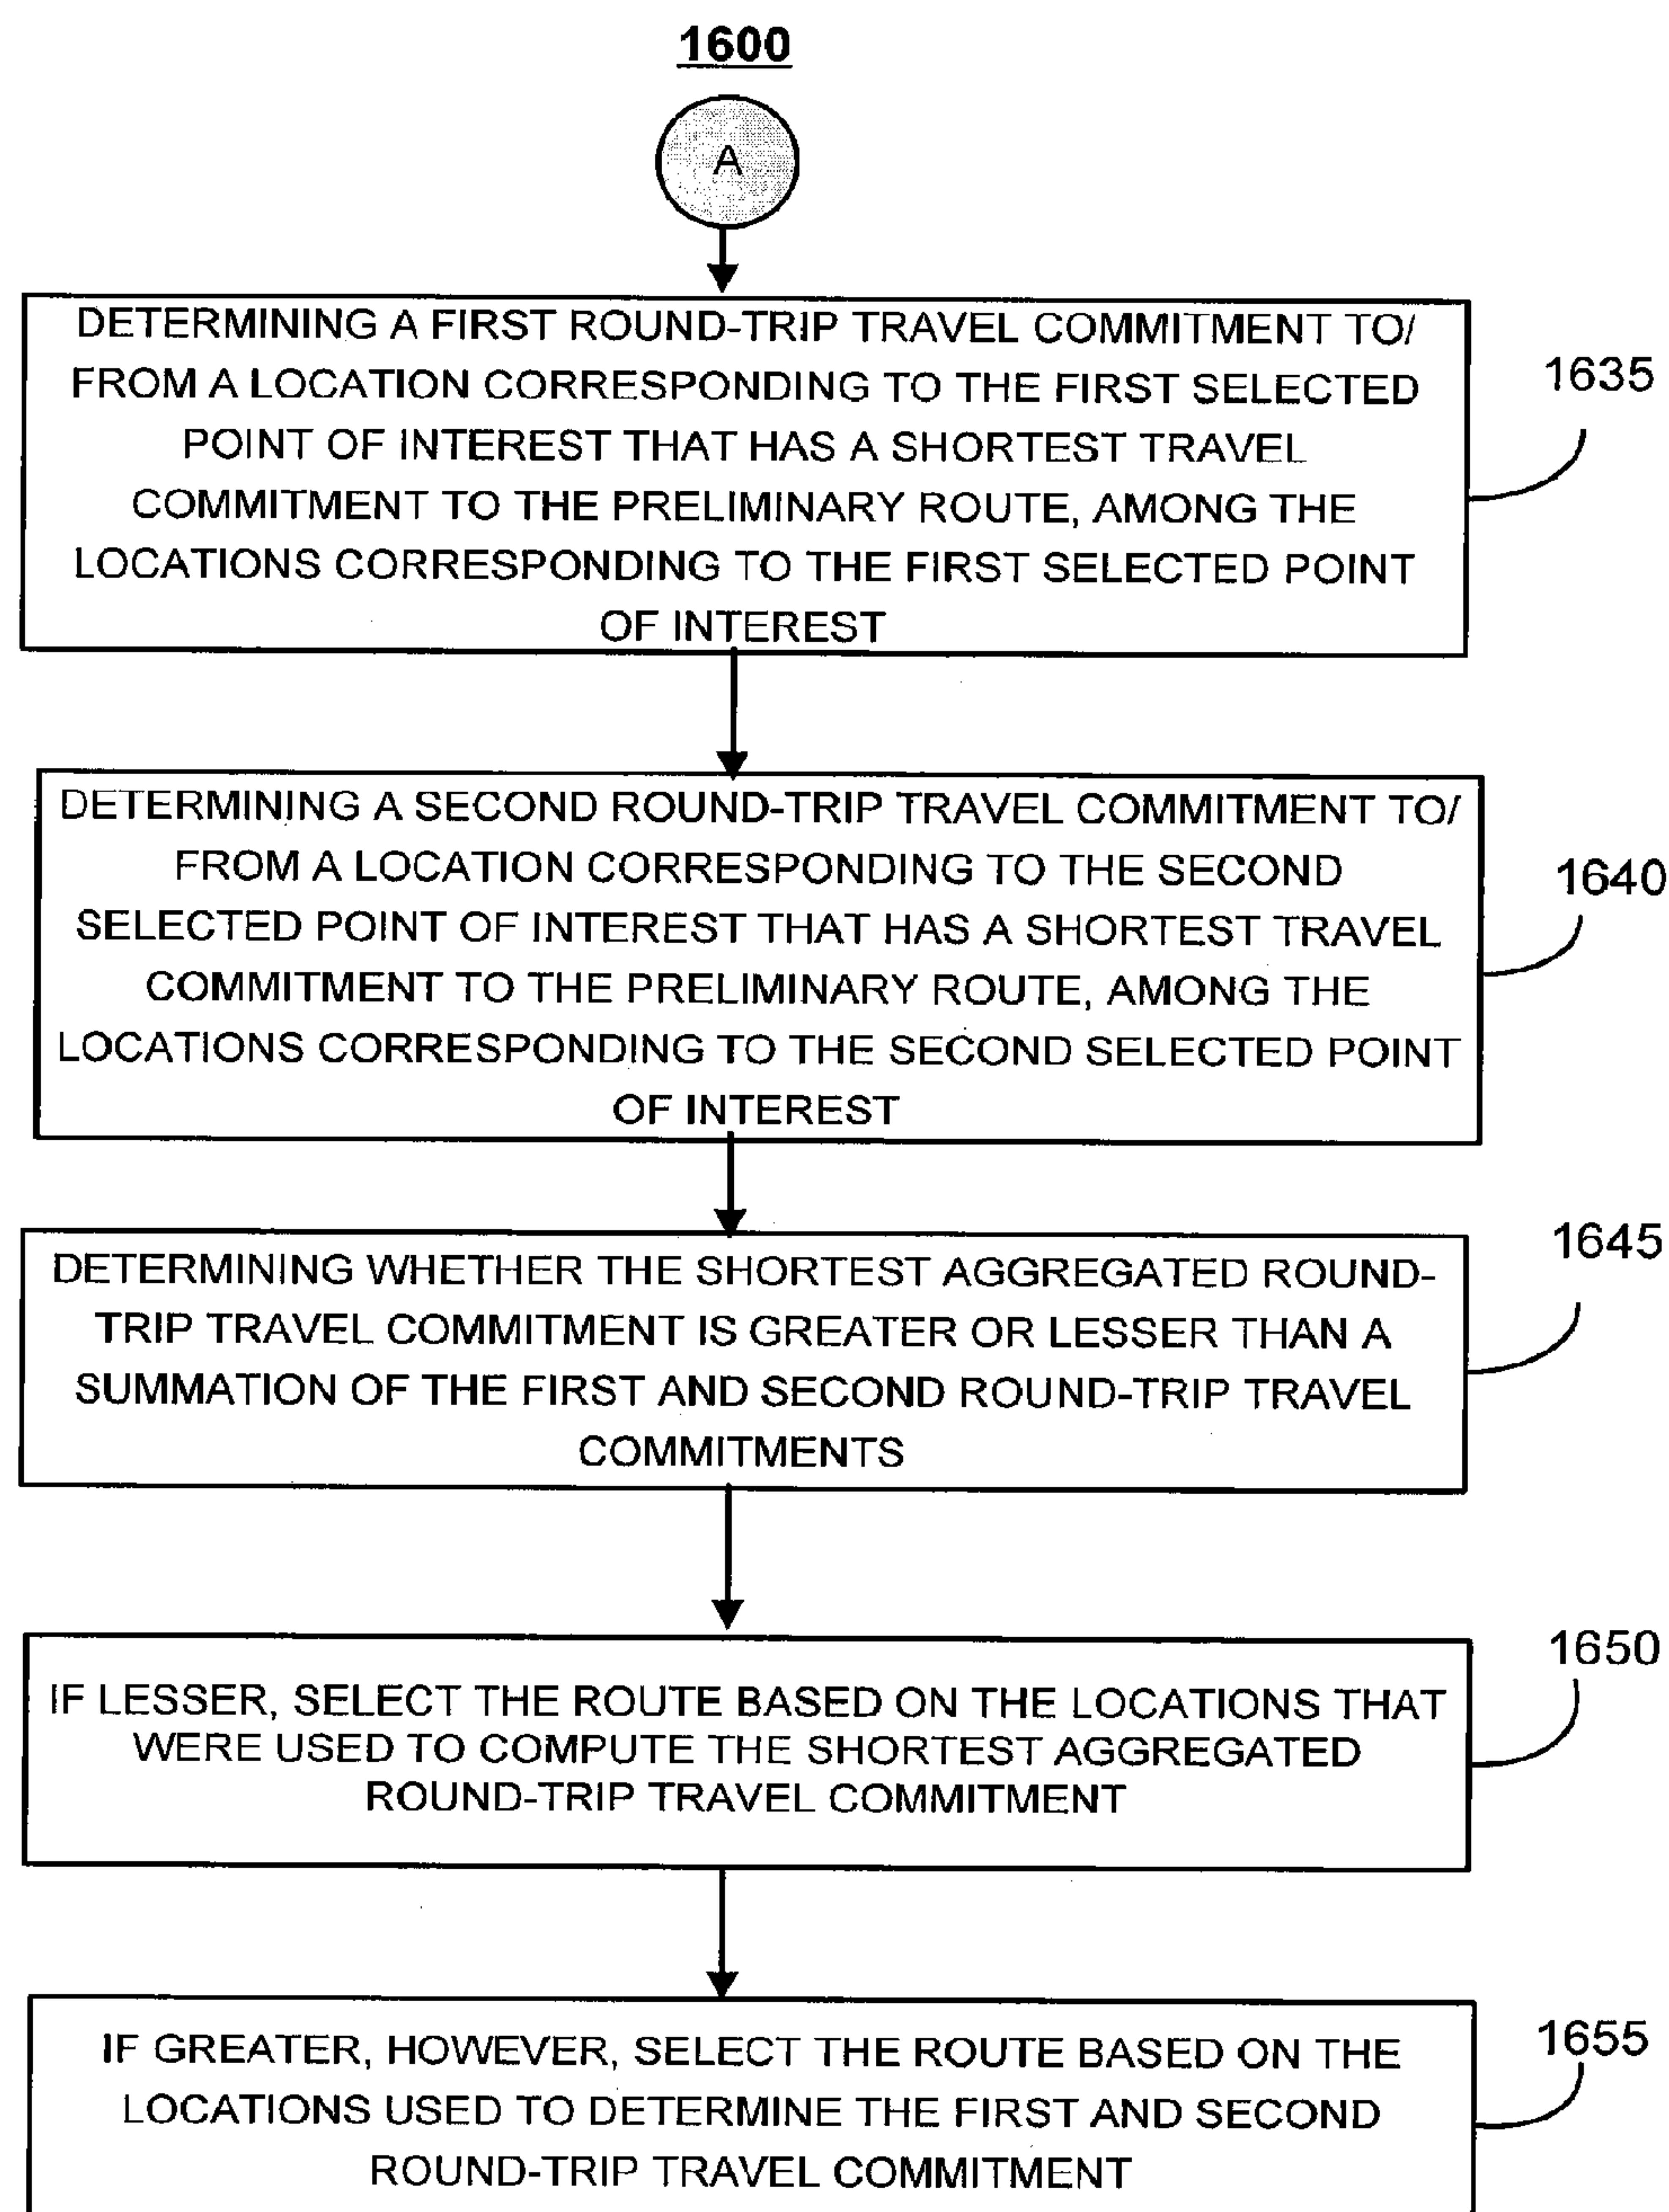 1600
A
DETERMINING A FIRST ROUND-TRIP TRAVEL COMMITMENT TO/
FROM A LOCATION CORRESPONDING TO THE FIRST SELECTED
POINT OF INTEREST THAT HAS A SHORTEST TRAVEL
COMMITMENT TO THE PRELIMINARY ROUTE, AMONG THE
LOCATIONS CORRESPONDING TO THE FIRST SELECTED POINT
OF INTEREST
1635
DETERMINING A SECOND ROUND-TRIP TRAVEL COMMITMENT TO/
FROM A LOCATION CORRESPONDING TO THE SECOND
SELECTED POINT OF INTEREST THAT HAS A SHORTEST TRAVEL
COMMITMENT TO THE PRELIMINARY ROUTE, AMONG THE
LOCATIONS CORRESPONDING TO THE SECOND SELECTED POINT
OF INTEREST
1640
DETERMINING WHETHER THE SHORTEST AGGREGATED ROUND-
TRIP TRAVEL COMMITMENT IS GREATER OR LESSER THAN A
SUMMATION OF THE FIRST AND SECOND ROUND-TRIP TRAVEL
COMMITMENTS
1645
IF LESSER, SELECT THE ROUTE BASED ON THE LOCATIONS THAT
WERE USED TO COMPUTE THE SHORTEST AGGREGATED
ROUND-TRIP TRAVEL COMMITMENT
1650
IF GREATER, HOWEVER, SELECT THE ROUTE BASED ON THE
LOCATIONS USED TO DETERMINE THE FIRST AND SECOND
ROUND-TRIP TRAVEL COMMITMENT
1655